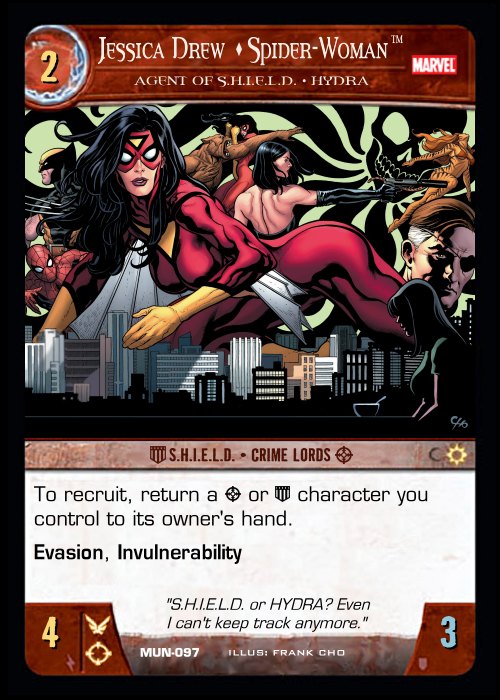 2
JESSICA DREW ♦ SPIDER-WOMAN™
MARVEL
AGENT OF S.H.I.E.L.D. • HYDRA
CHO
S.H.I.E.L.D. • CRIME LORDS
C
To recruit, return a or character you
control to its owner's hand.
Evasion, Invulnerability
"S.H.I.E.L.D. or HYDRA? Even
I can't keep track anymore."
4
3
MUN-097 ILLUS: FRANK CHO